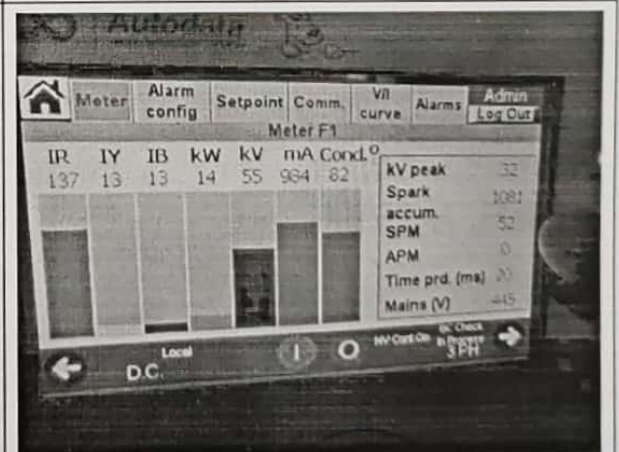 Autodata
Meter
Alarm config
Setpoint
Comm.
V/I curve
Alarms
Admin
Log Out
Meter F1
IR IY IB kW kV mA Cond.°
137 13 13 14 55 984 82
kV peak 32
Spark accum. 1081
SPM 52
APM 0
Time prd. (ms) 20
Mains (V) 445
Local
D.C.
I O
HV Cont On
3 PH